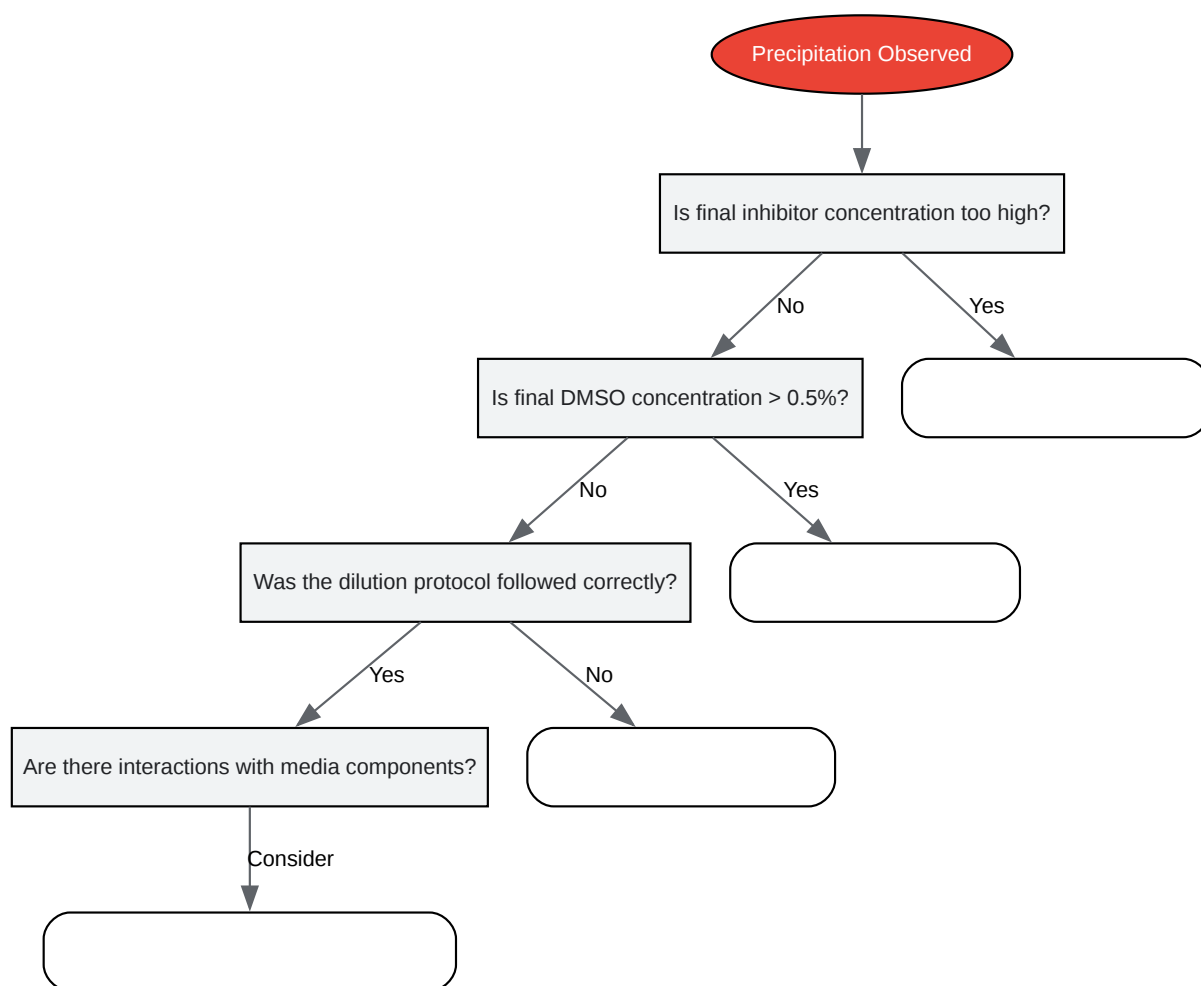 Precipitation Observed
Is final inhibitor concentration too high?
No
Yes
Is final DMSO concentration > 0.5%?
No
Yes
Was the dilution protocol followed correctly?
Yes
No
Are there interactions with media components?
Consider